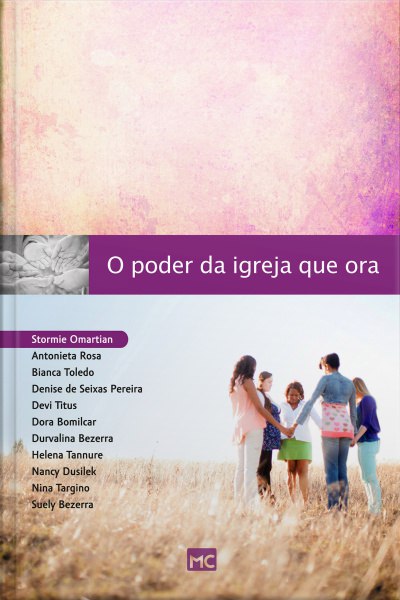 O poder da igreja que ora
Stormie Omartian
Antonieta Rosa
Bianca Toledo
Denise de Seixas Pereira
Devi Titus
Dora Bomilcar
Durvalina Bezerra
Helena Tannure
Nancy Dusilek
Nina Targino
Suely Bezerra
MC